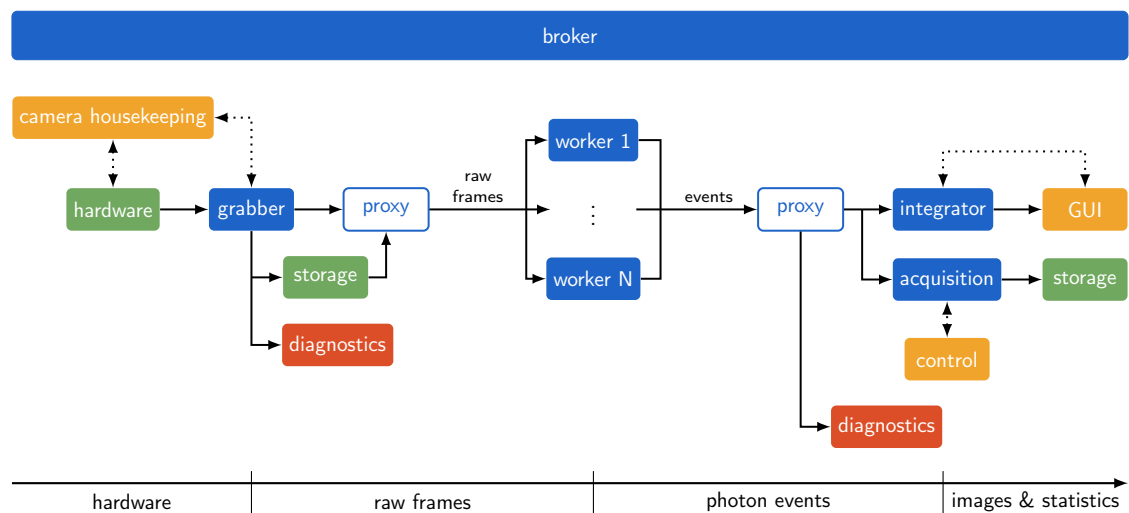 broker
camera housekeeping
worker 1
raw
frames
hardware
grabber
proxy
⋮
events
proxy
integrator
GUI
storage
worker N
acquisition
storage
diagnostics
control
diagnostics
hardware
raw frames
photon events
images & statistics